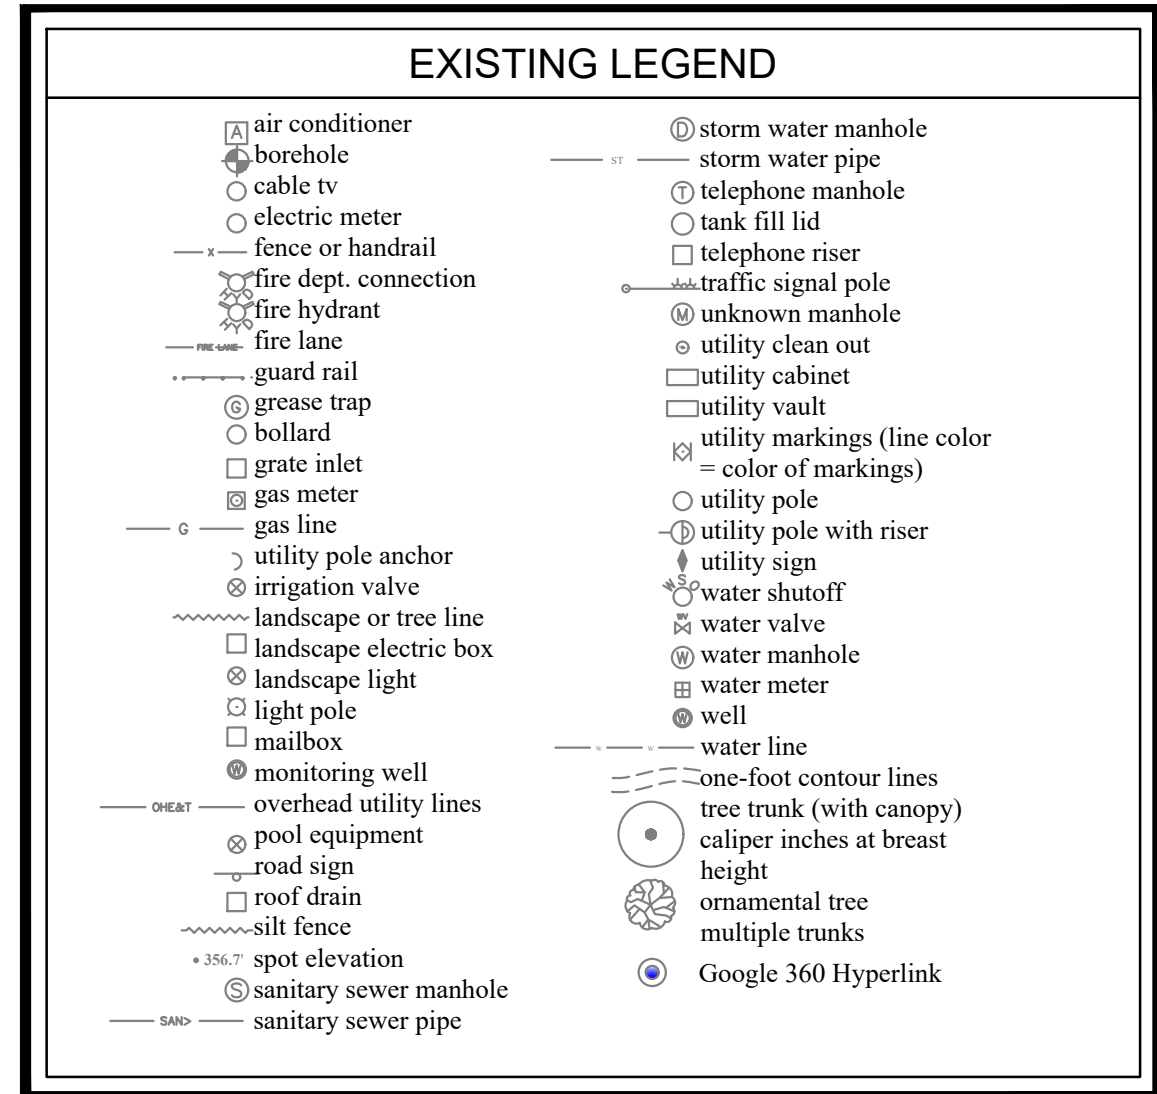 EXISTING LEGEND
A air conditioner
borehole
cable tv
electric meter
x fence or handrail
HYD fire dept. connection
HYD fire hydrant
FIRE LANE fire lane
guard rail
G grease trap
bollard
grate inlet
gas meter
G gas line
utility pole anchor
irrigation valve
landscape or tree line
landscape electric box
landscape light
light pole
mailbox
W monitoring well
OHE&T overhead utility lines
pool equipment
road sign
roof drain
silt fence
356.7' spot elevation
S sanitary sewer manhole
SAN> sanitary sewer pipe
D storm water manhole
ST storm water pipe
T telephone manhole
tank fill lid
telephone riser
traffic signal pole
M unknown manhole
utility clean out
utility cabinet
utility vault
utility markings (line color
= color of markings)
utility pole
utility pole with riser
utility sign
WSO water shutoff
WV water valve
W water manhole
water meter
W well
W W water line
one-foot contour lines
tree trunk (with canopy)
caliper inches at breast
height
ornamental tree
multiple trunks
Google 360 Hyperlink